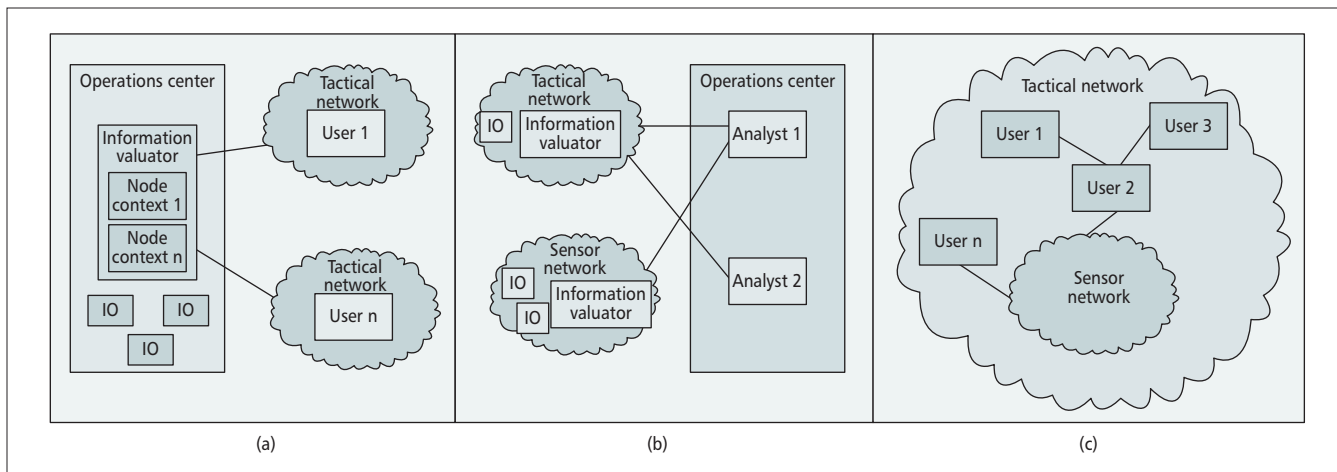 Operations center
Information
valuator
Node
context 1
Node
context n
IO
IO
IO
Tactical
network
User 1
Tactical
network
User n
(a)
Tactical
network
IO
Information
valuator
Sensor
network
IO
IO
Information
valuator
Operations center
Analyst 1
Analyst 2
(b)
Tactical network
User 1
User 3
User 2
User n
Sensor
network
(c)